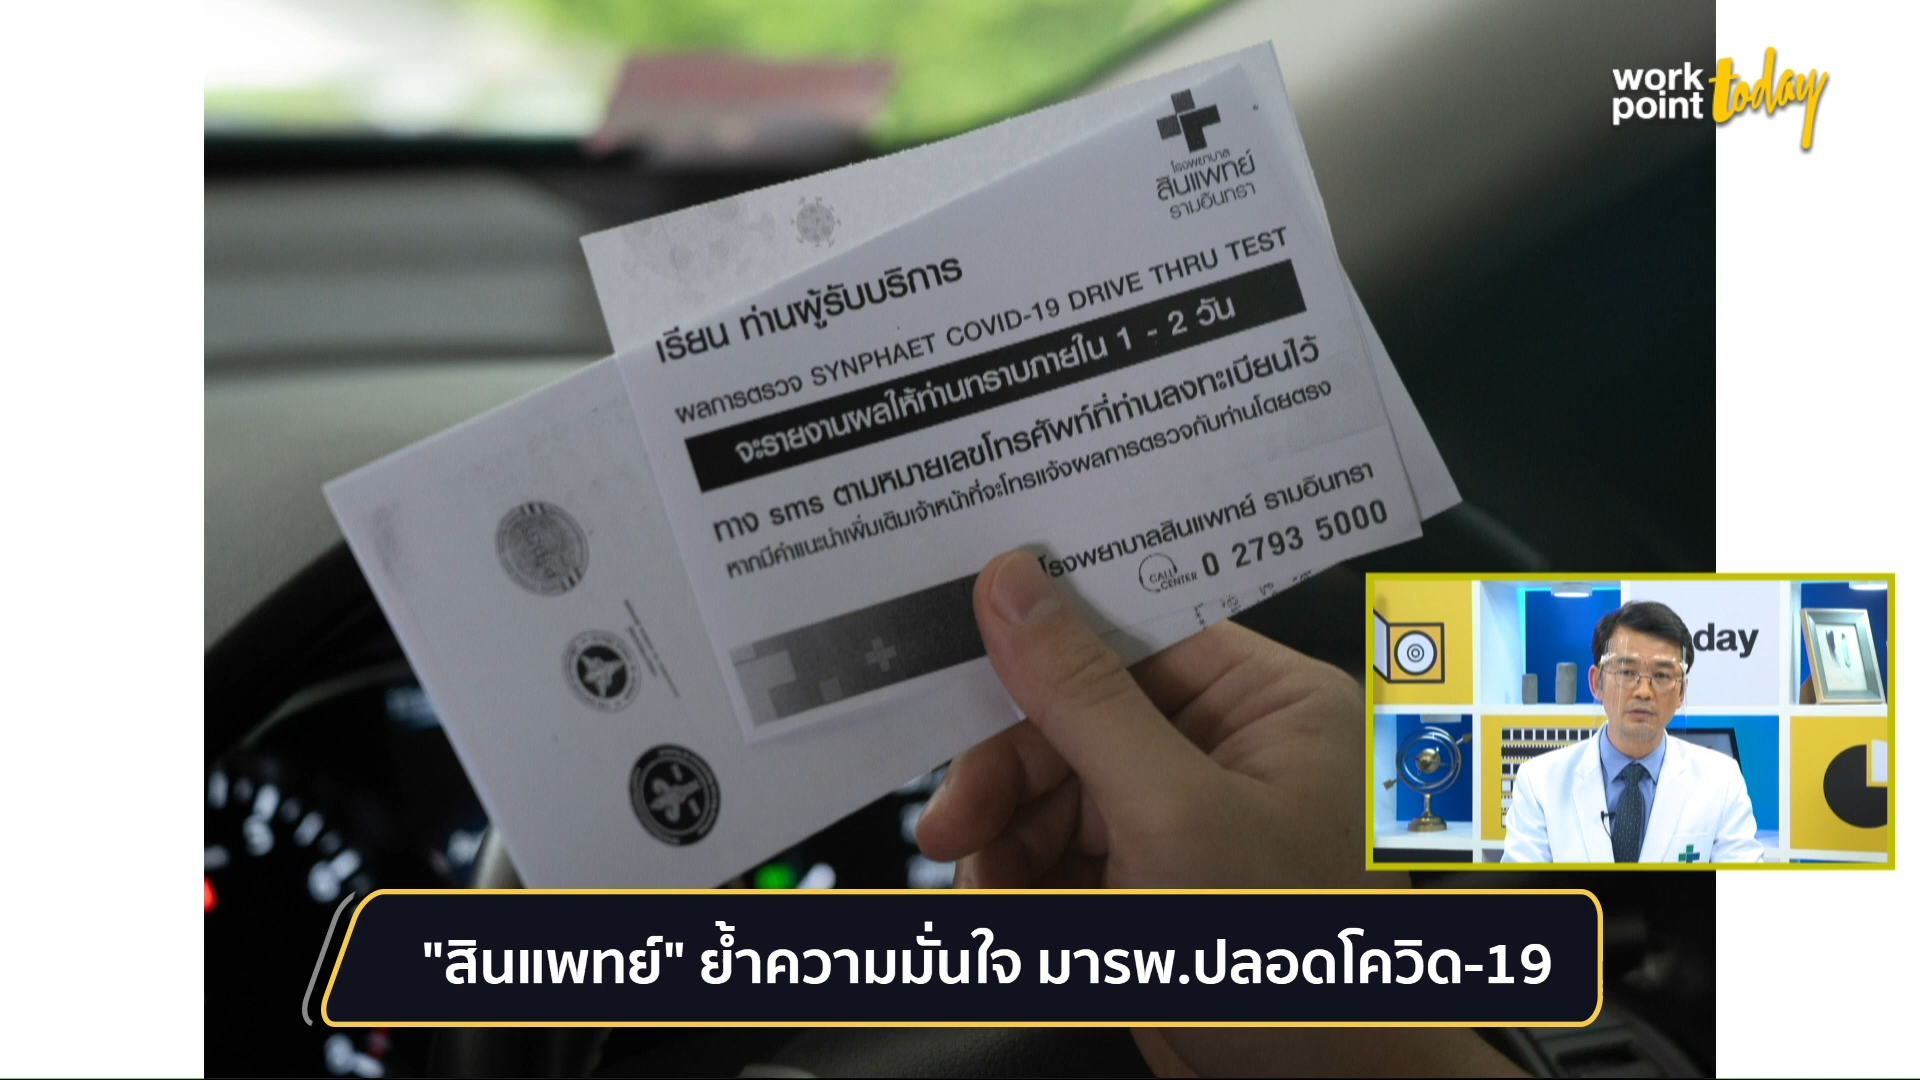 work
point today
โรงพยาบาล
สินแพทย์
รามอินทรา
เรียน ท่านผู้รับบริการ
ผลการตรวจ SYNPHAET COVID-19 DRIVE THRU TEST
จะรายงานผลให้ท่านทราบภายใน 1 - 2 วัน
ทาง sms ตามหมายเลขโทรศัพท์ที่ท่านลงทะเบียนไว้
หากมีคำแนะนำเพิ่มเติมเจ้าหน้าที่จะโทรแจ้งผลการตรวจกับท่านโดยตรง
โรงพยาบาลสินแพทย์ รามอินทรา
CALL CENTER 0 2793 5000
day
"สินแพทย์" ย้ำความมั่นใจ มารพ.ปลอดโควิด-19